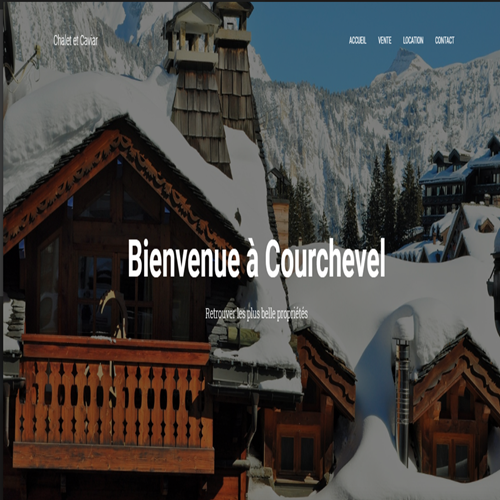 Chalet et Caviar
ACCUEIL VENTE LOCATION CONTACT
Bienvenue à Courchevel
Retrouver les plus belle propriétés